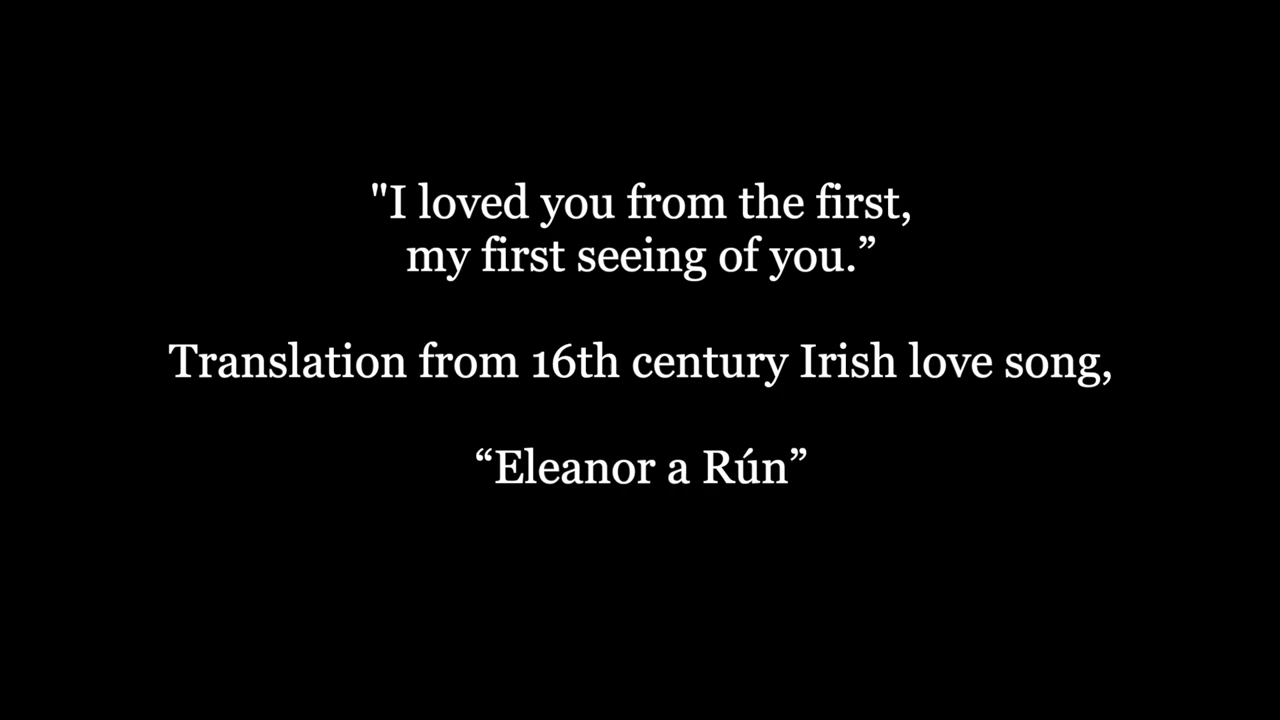 "I loved you from the first,
my first seeing of you.”
Translation from 16th century Irish love song,
“Eleanor a Rún”